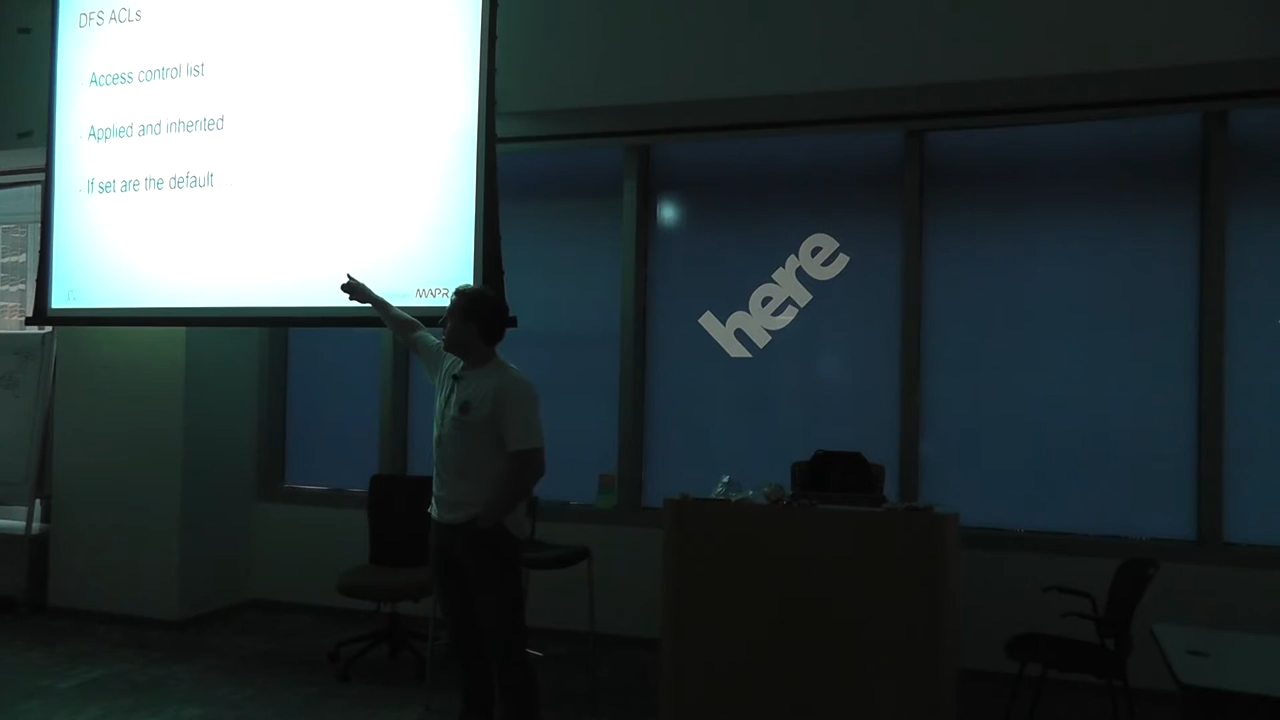 DFS ACLs
Access control list
Applied and inherited
If set are the default
MAPR
here